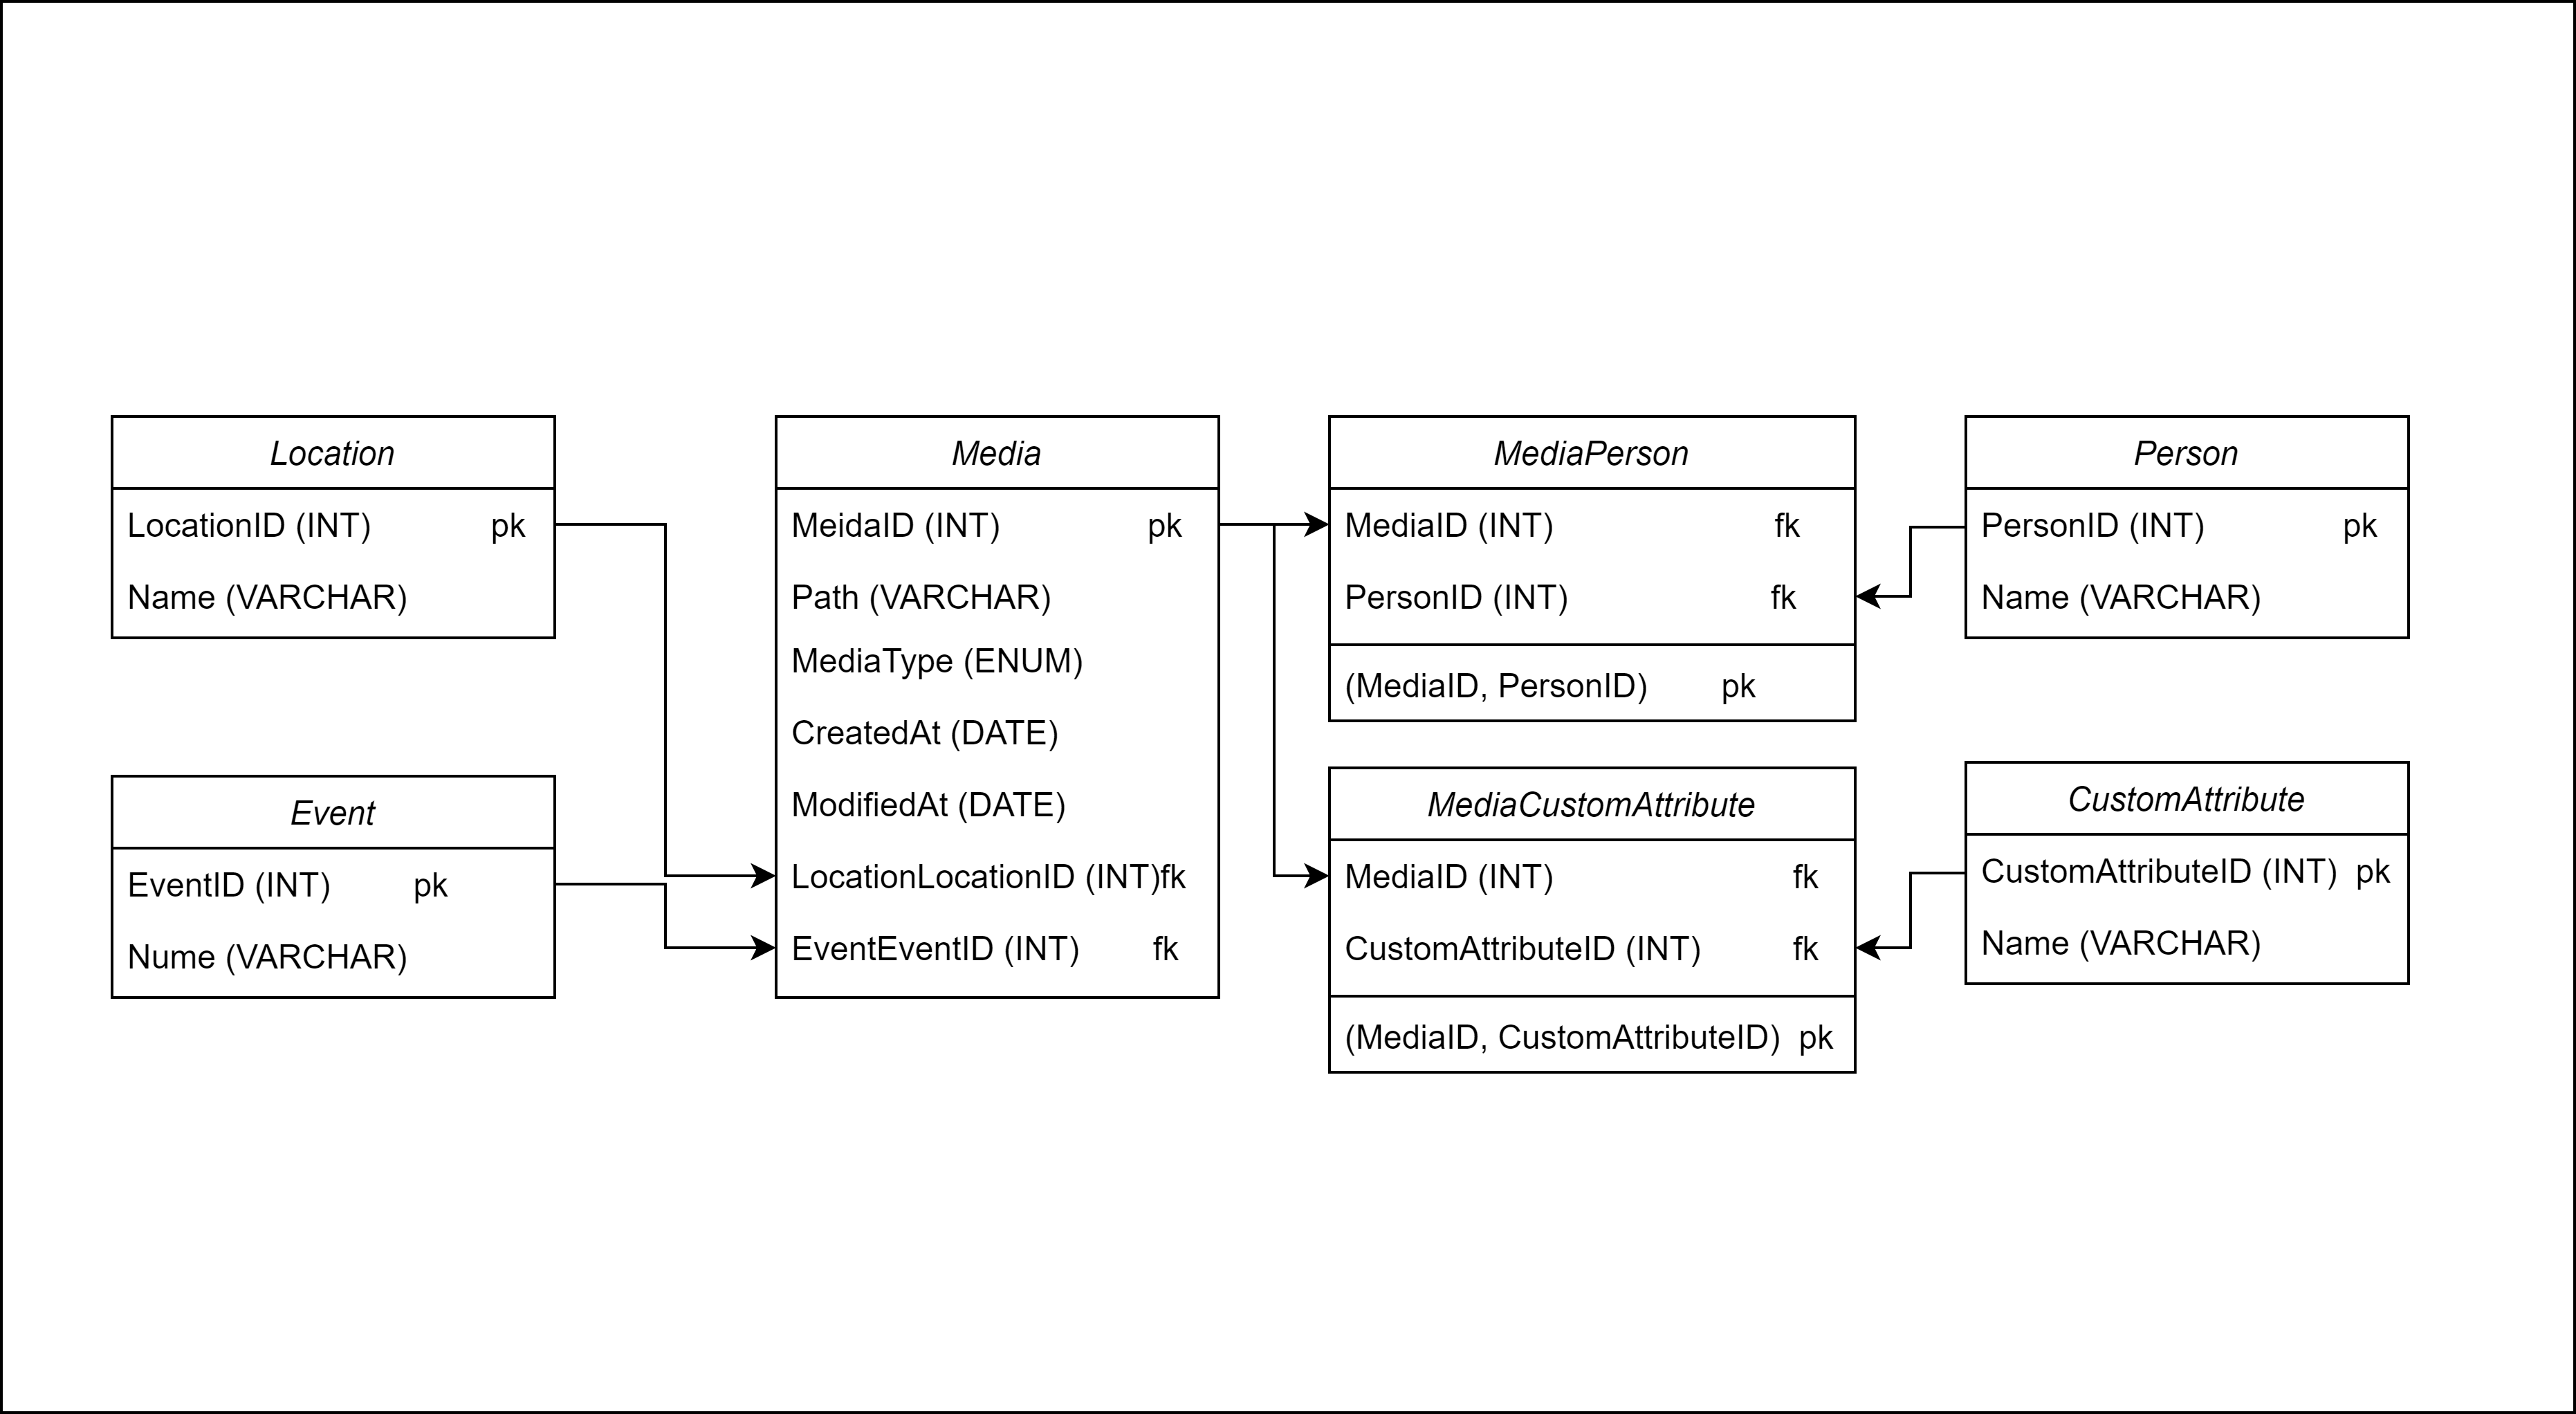 Location
LocationID (INT) pk
Name (VARCHAR)
Event
EventID (INT) pk
Nume (VARCHAR)
Media
MeidaID (INT) pk
Path (VARCHAR)
MediaType (ENUM)
CreatedAt (DATE)
ModifiedAt (DATE)
LocationLocationID (INT)fk
EventEventID (INT) fk
MediaPerson
MediaID (INT) fk
PersonID (INT) fk
(MediaID, PersonID) pk
MediaCustomAttribute
MediaID (INT) fk
CustomAttributeID (INT) fk
(MediaID, CustomAttributeID) pk
Person
PersonID (INT) pk
Name (VARCHAR)
CustomAttribute
CustomAttributeID (INT) pk
Name (VARCHAR)